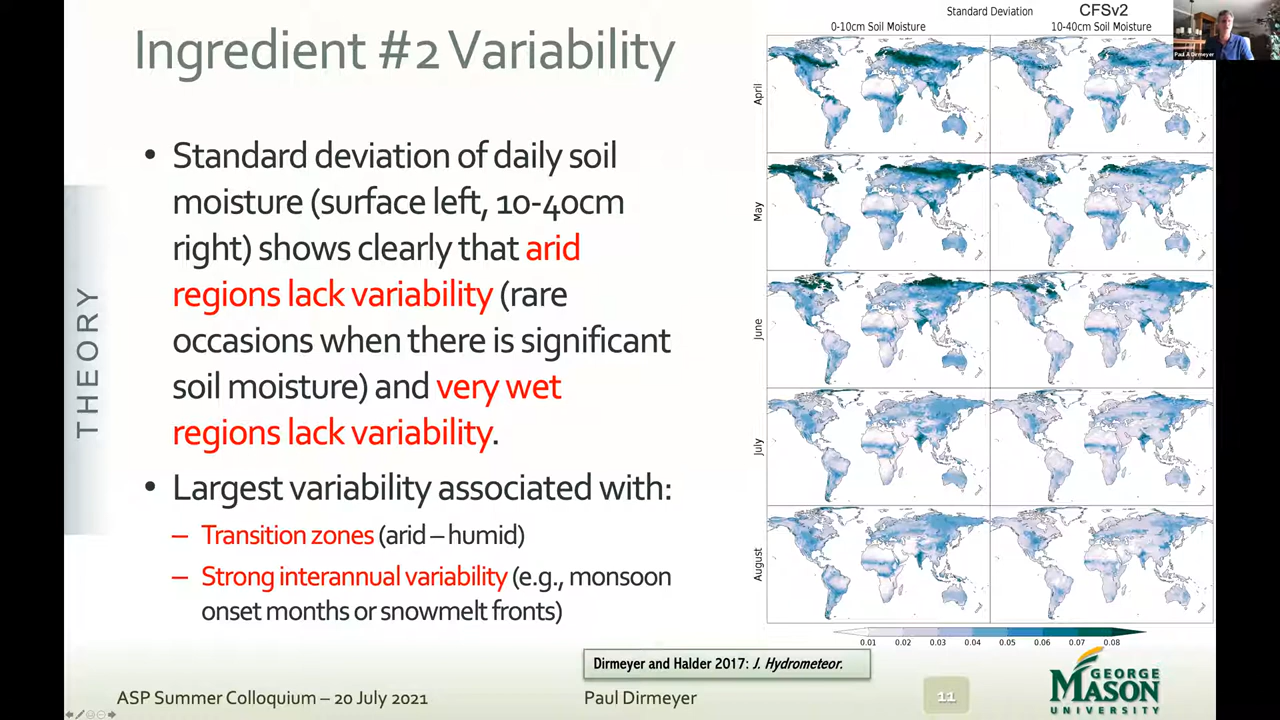 Ingredient #2 Variability
• Standard deviation of daily soil
moisture (surface left, 10-40cm
right) shows clearly that arid
regions lack variability (rare
occasions when there is significant
soil moisture) and very wet
regions lack variability.
• Largest variability associated with:
– Transition zones (arid – humid)
– Strong interannual variability (e.g., monsoon
onset months or snowmelt fronts)
THEORY
Standard Deviation
CFSv2
0-10cm Soil Moisture
10-40cm Soil Moisture
April
May
June
July
August
0.01 0.02 0.03 0.04 0.05 0.06 0.07 0.08
Paul A Dirmeyer
Dirmeyer and Halder 2017: J. Hydrometeor.
ASP Summer Colloquium – 20 July 2021
Paul Dirmeyer
11
GEORGE
MASON
UNIVERSITY